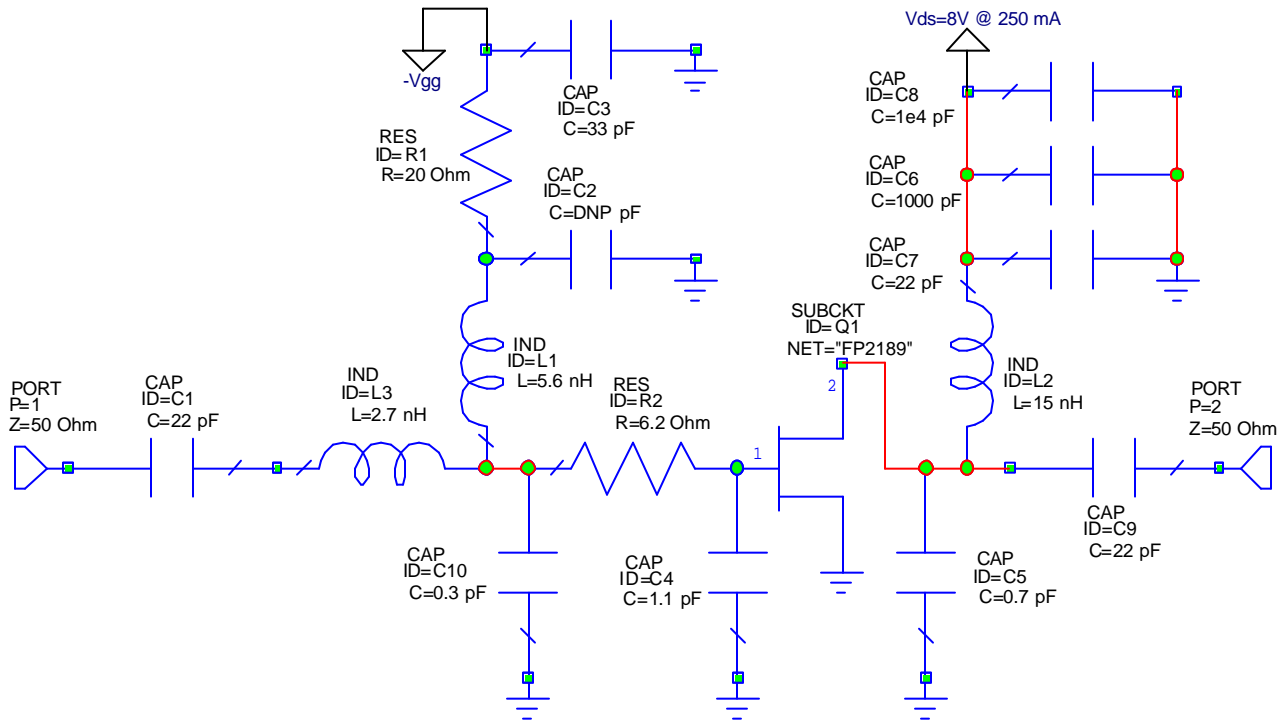 Vds=8V @ 250 mA
-Vgg
CAP
ID=C3
C=33 pF
RES
ID=R1
R=20 Ohm
CAP
ID=C2
C=DNP pF
CAP
ID=C8
C=1e4 pF
CAP
ID=C6
C=1000 pF
CAP
ID=C7
C=22 pF
SUBCKT
ID=Q1
NET="FP2189"
2
1
IND
ID=L1
L=5.6 nH
IND
ID=L2
L=15 nH
PORT
P=1
Z=50 Ohm
CAP
ID=C1
C=22 pF
IND
ID=L3
L=2.7 nH
RES
ID=R2
R=6.2 Ohm
PORT
P=2
Z=50 Ohm
CAP
ID=C9
C=22 pF
CAP
ID=C10
C=0.3 pF
CAP
ID=C4
C=1.1 pF
CAP
ID=C5
C=0.7 pF